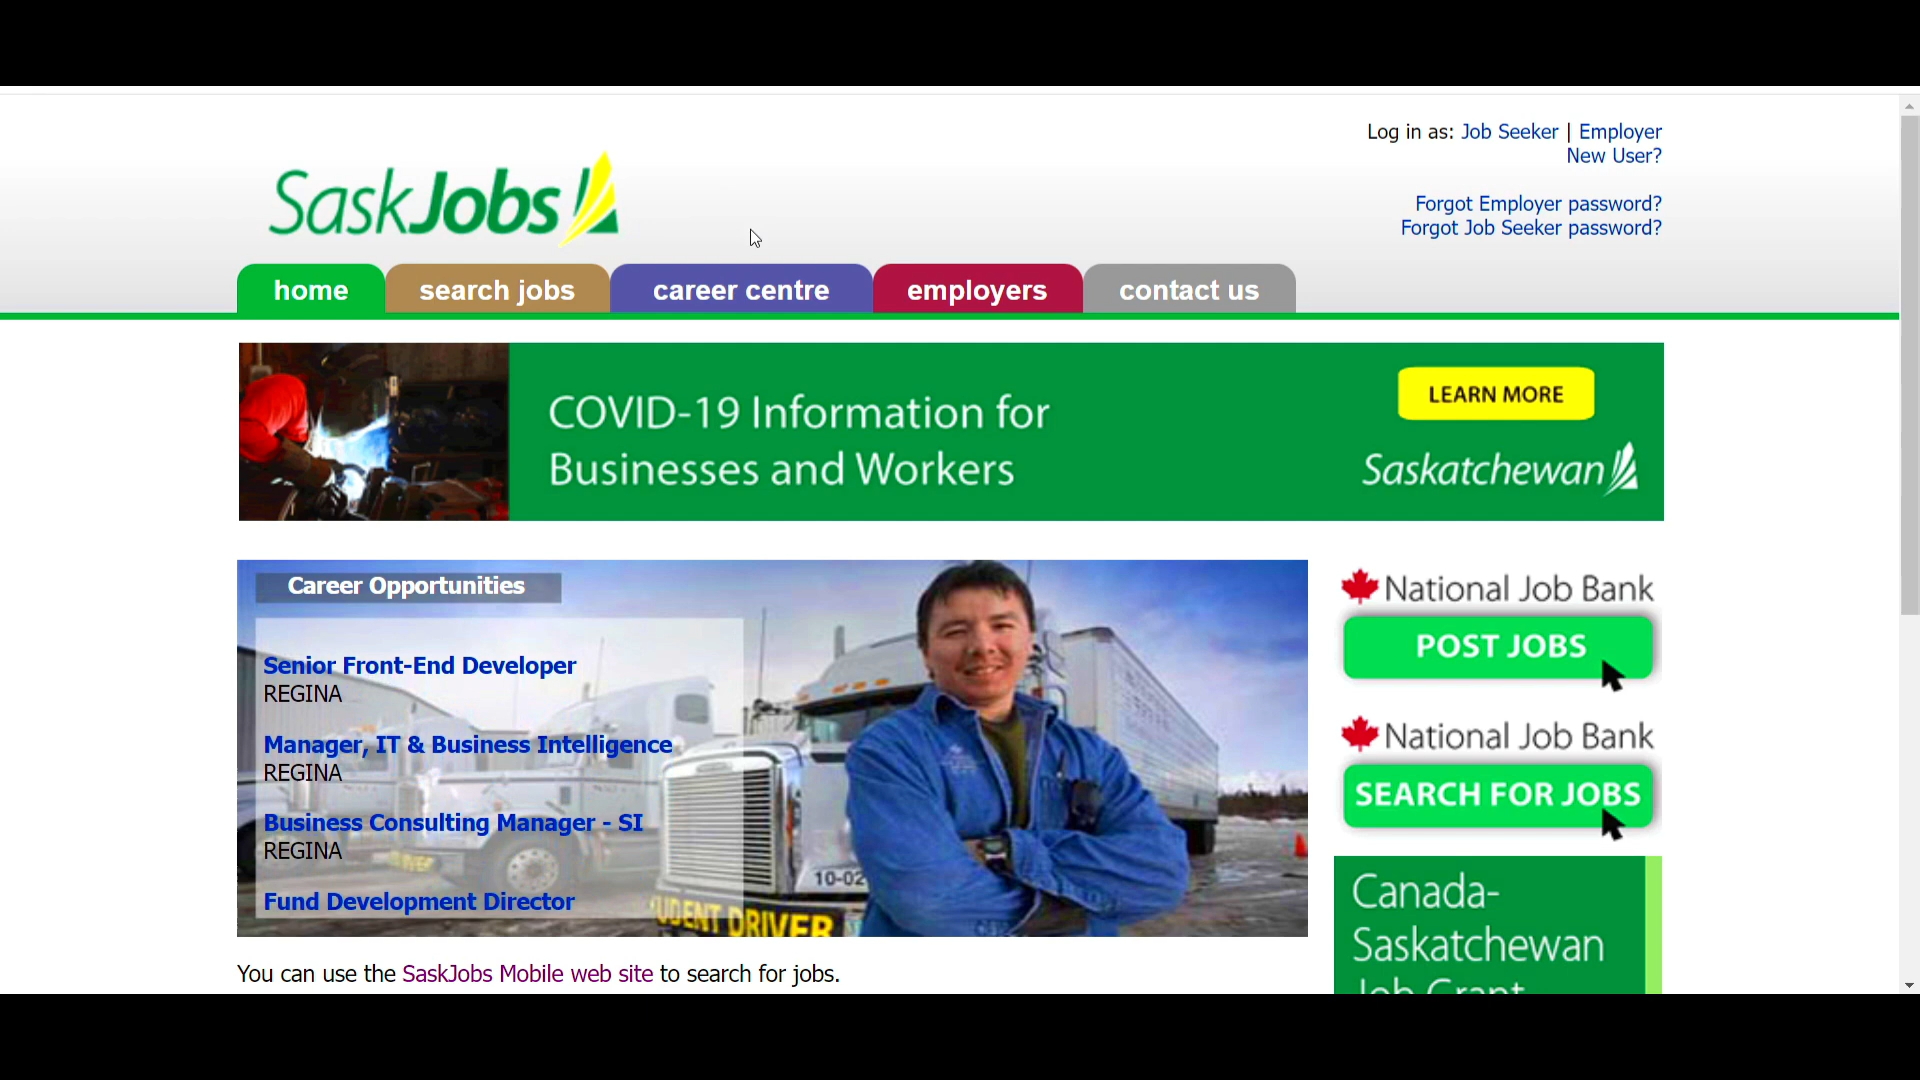 Log in as: Job Seeker | Employer
New User?
Forgot Employer password?
Forgot Job Seeker password?
SaskJobs
home
search jobs
career centre
employers
contact us
COVID-19 Information for
Businesses and Workers
LEARN MORE
Saskatchewan
Career Opportunities
Senior Front-End Developer
REGINA
Manager, IT & Business Intelligence
REGINA
Business Consulting Manager - SI
REGINA
Fund Development Director
10-02
UDENT DRIVER
National Job Bank
POST JOBS
National Job Bank
SEARCH FOR JOBS
Canada-
Saskatchewan
Job Grant
You can use the SaskJobs Mobile web site to search for jobs.